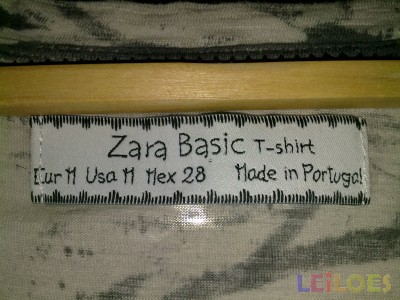 Zara Basic T-shirt
Eur M Usa M Mex 28 Made in Portugal
LEILOES